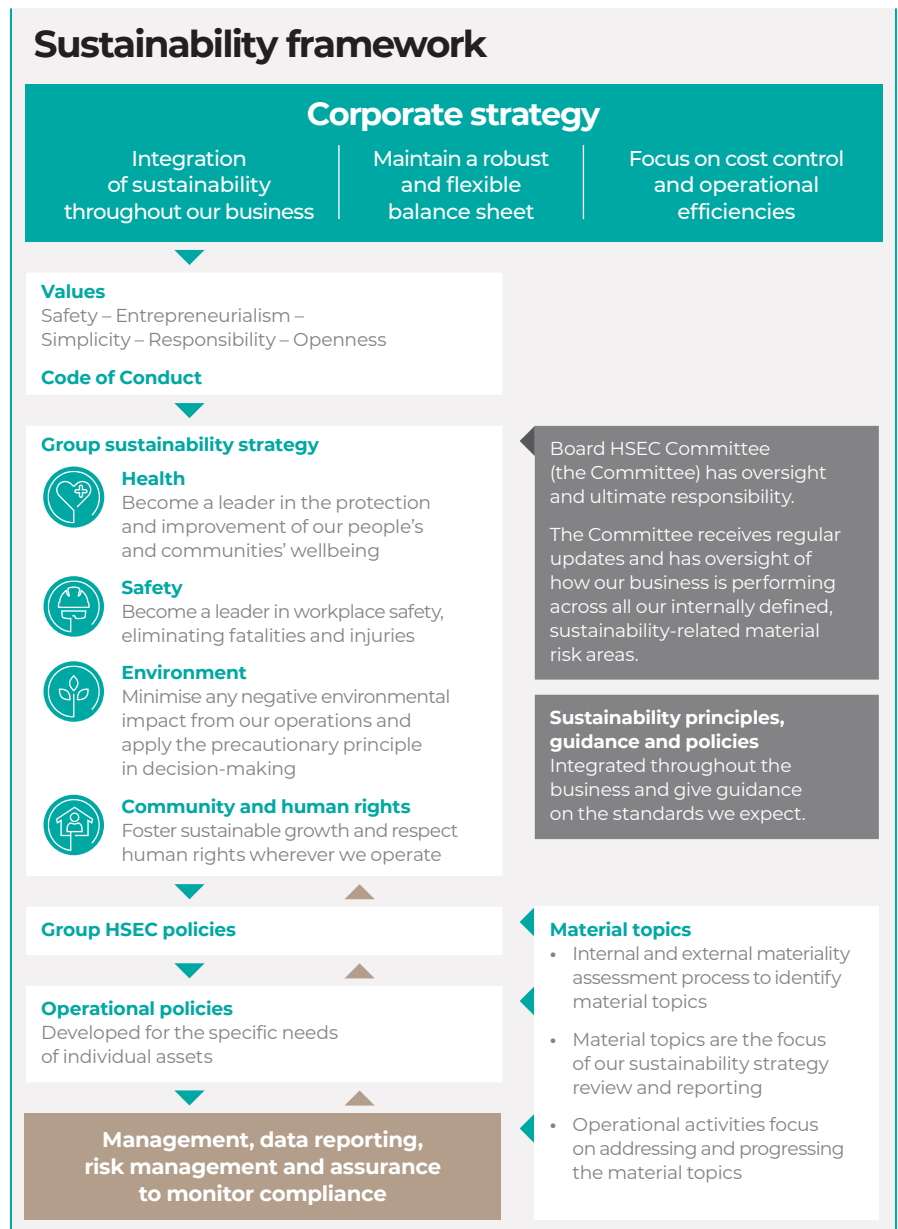 Sustainability framework
Corporate strategy
Integration
of sustainability
throughout our business
Maintain a robust
and flexible
balance sheet
Focus on cost control
and operational
efficiencies
Values
Safety – Entrepreneurialism –
Simplicity – Responsibility – Openness
Code of Conduct
Group sustainability strategy
Health
Become a leader in the protection
and improvement of our people’s
and communities’ wellbeing
Safety
Become a leader in workplace safety,
eliminating fatalities and injuries
Environment
Minimise any negative environmental
impact from our operations and
apply the precautionary principle
in decision-making
Community and human rights
Foster sustainable growth and respect
human rights wherever we operate
Board HSEC Committee
(the Committee) has oversight
and ultimate responsibility.
The Committee receives regular
updates and has oversight of
how our business is performing
across all our internally defined,
sustainability-related material
risk areas.
Sustainability principles,
guidance and policies
Integrated throughout the
business and give guidance
on the standards we expect.
Group HSEC policies
Operational policies
Developed for the specific needs
of individual assets
Management, data reporting,
risk management and assurance
to monitor compliance
Material topics
• Internal and external materiality
assessment process to identify
material topics
• Material topics are the focus
of our sustainability strategy
review and reporting
• Operational activities focus
on addressing and progressing
the material topics